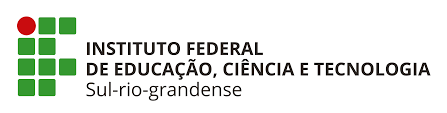 INSTITUTO FEDERAL
DE EDUCAÇÃO, CIÊNCIA E TECNOLOGIA
Sul-rio-grandense